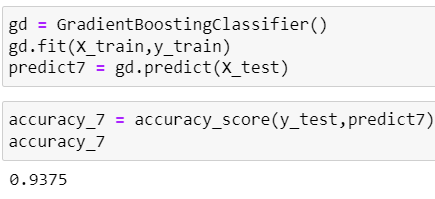 gd = GradientBoostingClassifier()
gd.fit(X_train,y_train)
predict7 = gd.predict(X_test)
accuracy_7 = accuracy_score(y_test,predict7)
accuracy_7
0.9375